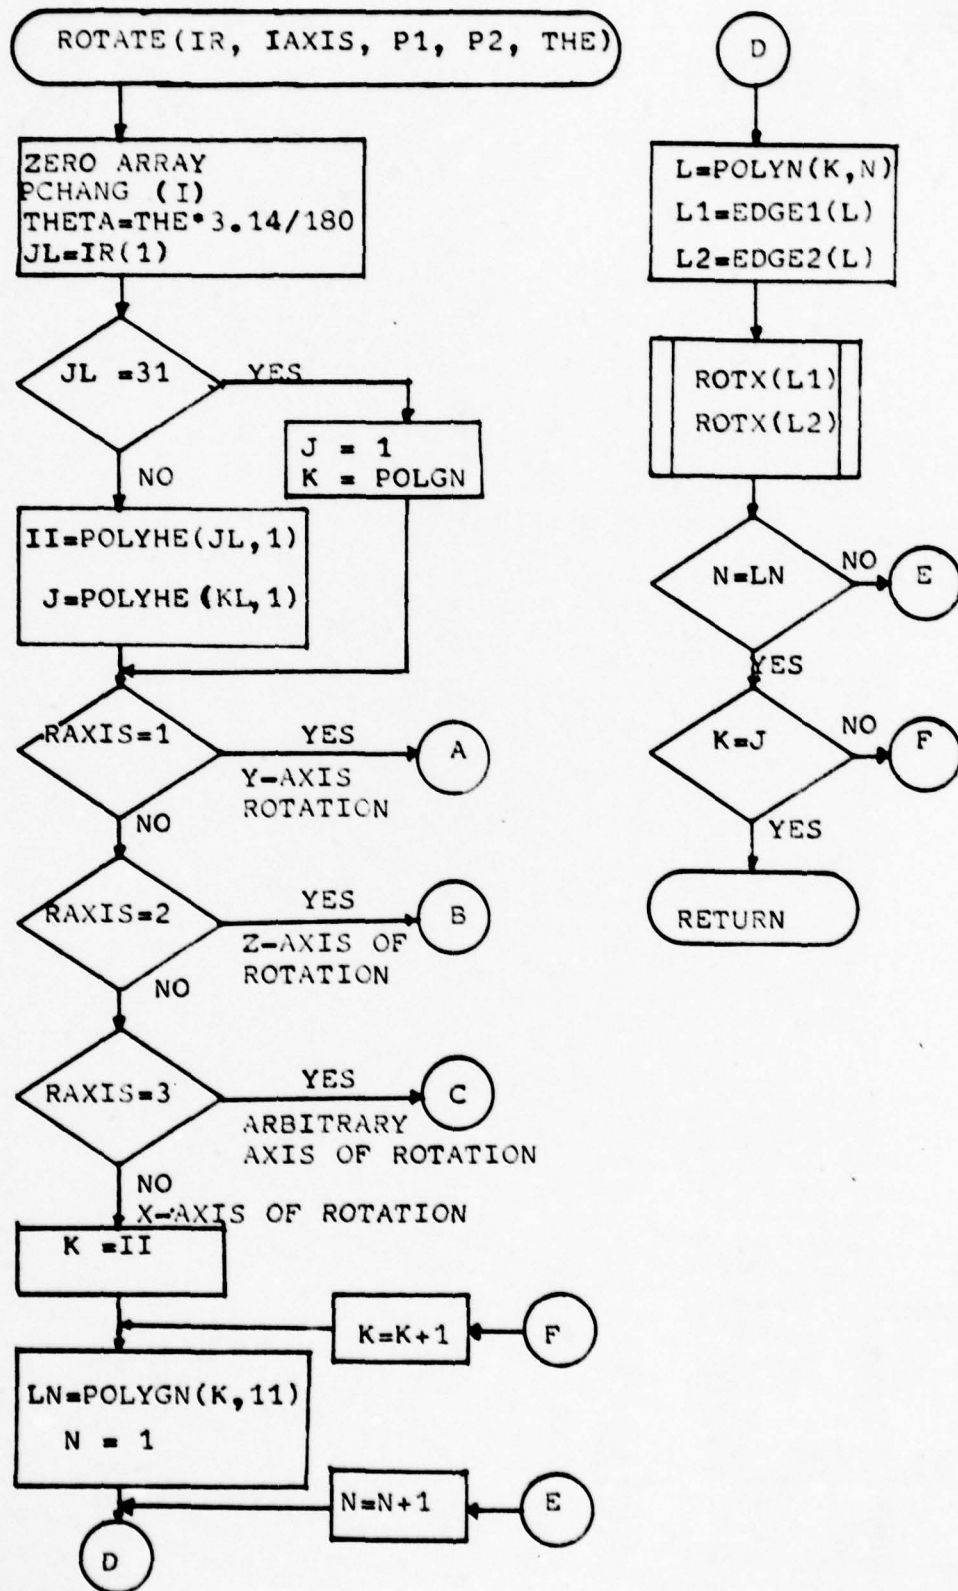 ROTATE(IR, IAXIS, P1, P2, THE)
ZERO ARRAY
PCHANG (I)
THETA=THE*3.14/180
JL=IR(1)
JL =31
YES
J = 1
K = POLGN
NO
II=POLYHE(JL,1)
J=POLYHE(KL,1)
RAXIS=1
YES
A
Y-AXIS
ROTATION
NO
RAXIS=2
YES
B
Z-AXIS OF
ROTATION
NO
RAXIS=3
YES
C
ARBITRARY
AXIS OF ROTATION
NO
X-AXIS OF ROTATION
K =II
K=K+1
F
LN=POLYGN(K,11)
N = 1
N=N+1
E
D
D
L=POLYN(K,N)
L1=EDGE1(L)
L2=EDGE2(L)
ROTX(L1)
ROTX(L2)
N=LN
NO
E
YES
K=J
NO
F
YES
RETURN